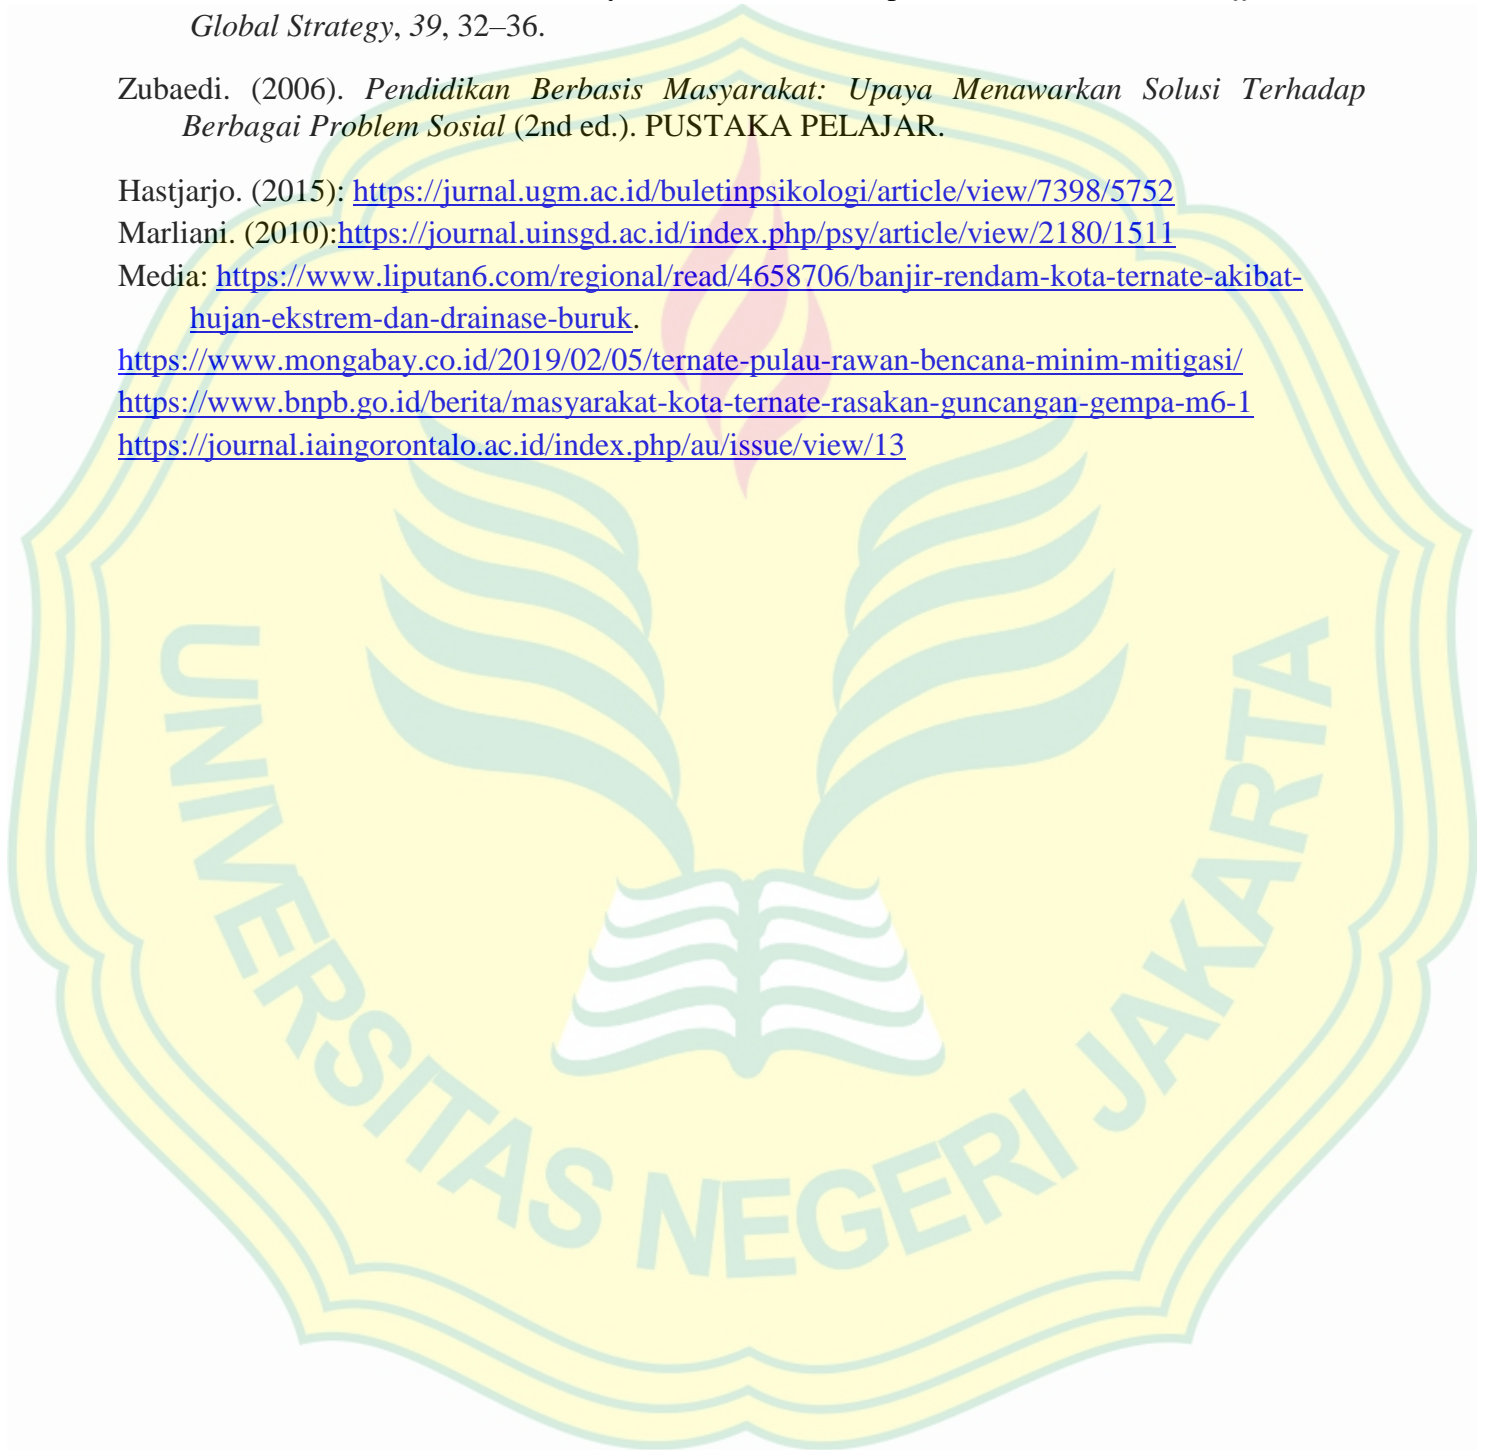 Global Strategy, 39, 32–36.
Zubaedi. (2006). Pendidikan Berbasis Masyarakat: Upaya Menawarkan Solusi Terhadap
Berbagai Problem Sosial (2nd ed.). PUSTAKA PELAJAR.
Hastjarjo. (2015): https://jurnal.ugm.ac.id/buletinpsikologi/article/view/7398/5752
Marliani. (2010):https://journal.uinsgd.ac.id/index.php/psy/article/view/2180/1511
Media: https://www.liputan6.com/regional/read/4658706/banjir-rendam-kota-ternate-akibat-
hujan-ekstrem-dan-drainase-buruk.
https://www.mongabay.co.id/2019/02/05/ternate-pulau-rawan-bencana-minim-mitigasi/
https://www.bnpb.go.id/berita/masyarakat-kota-ternate-rasakan-guncangan-gempa-m6-1
https://journal.iaingorontalo.ac.id/index.php/au/issue/view/13
UNIVERSITAS NEGERI JAKARTA